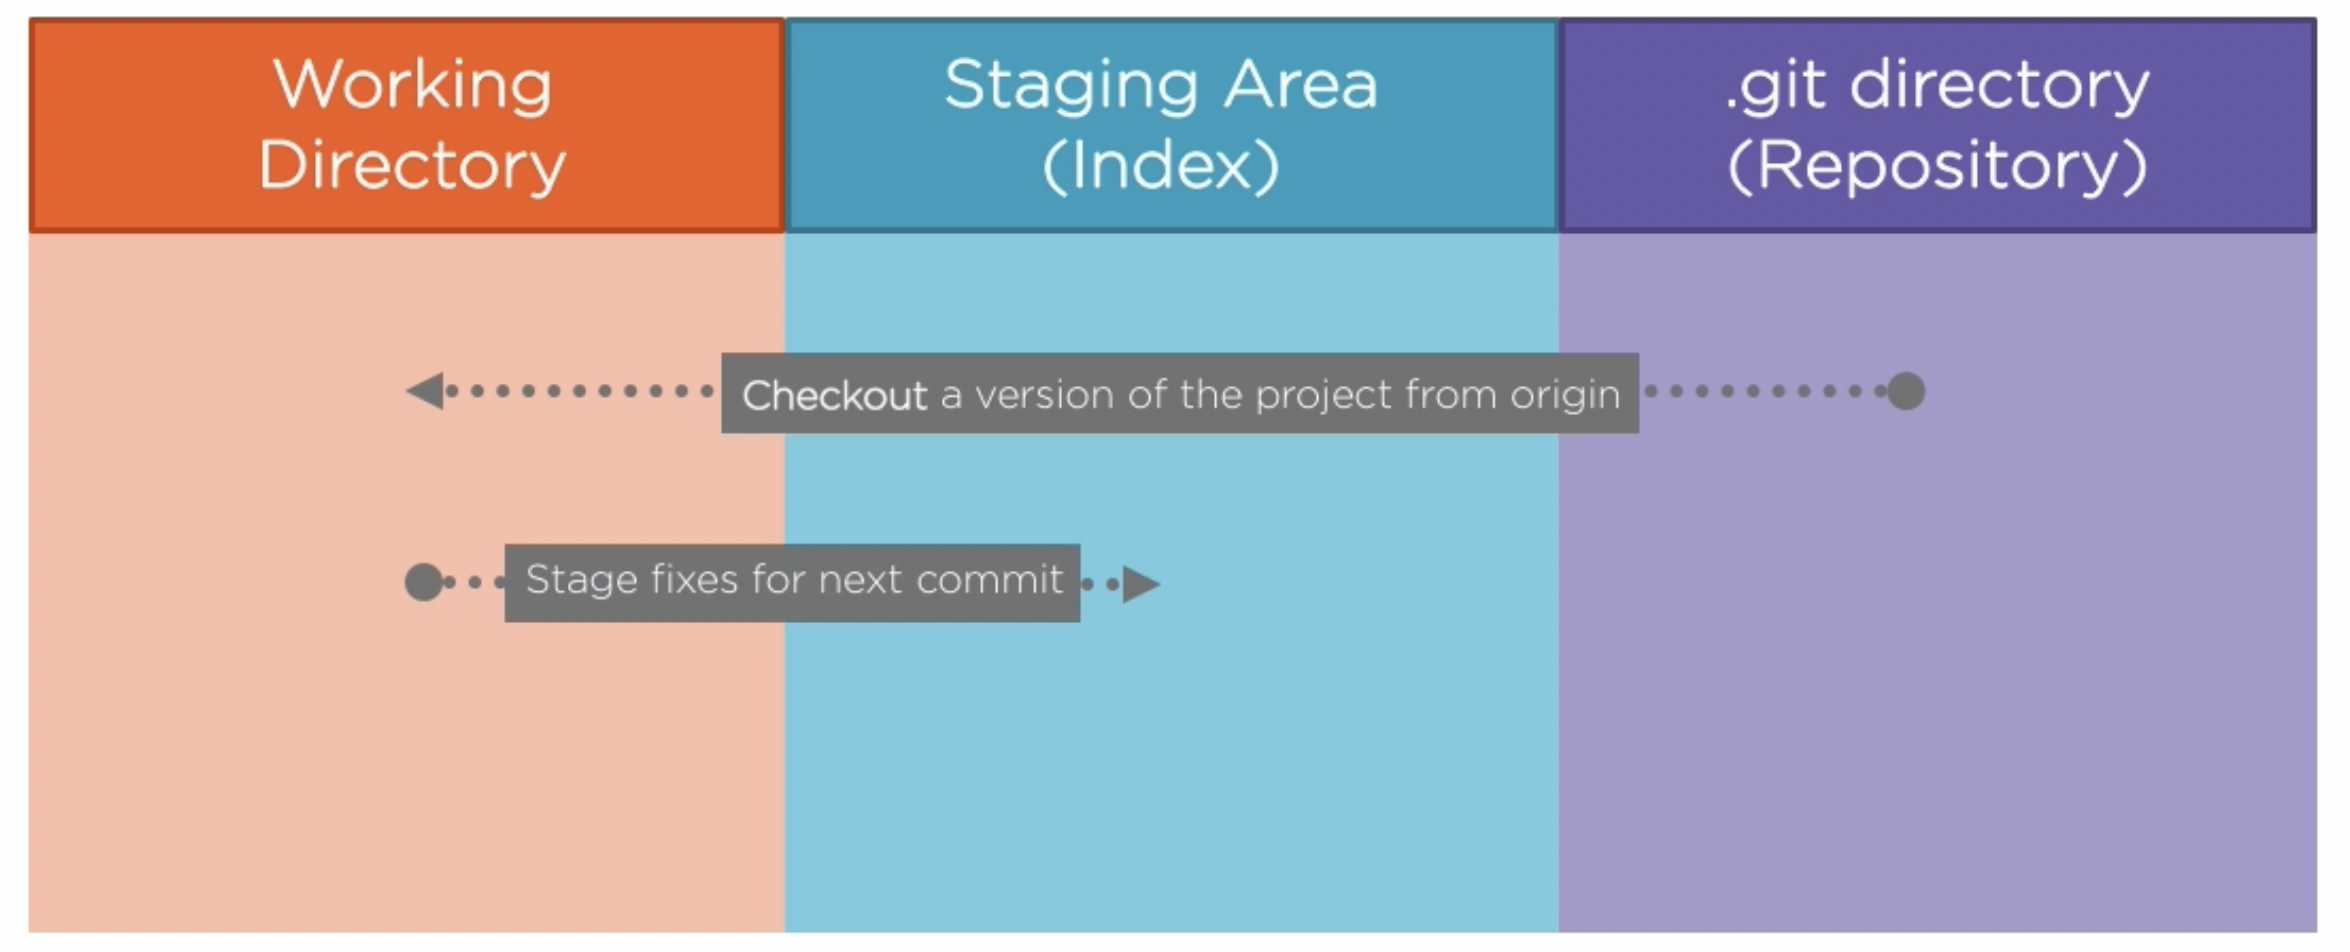 Working
Directory
Staging Area
(Index)
.git directory
(Repository)
Checkout a version of the project from origin
Stage fixes for next commit